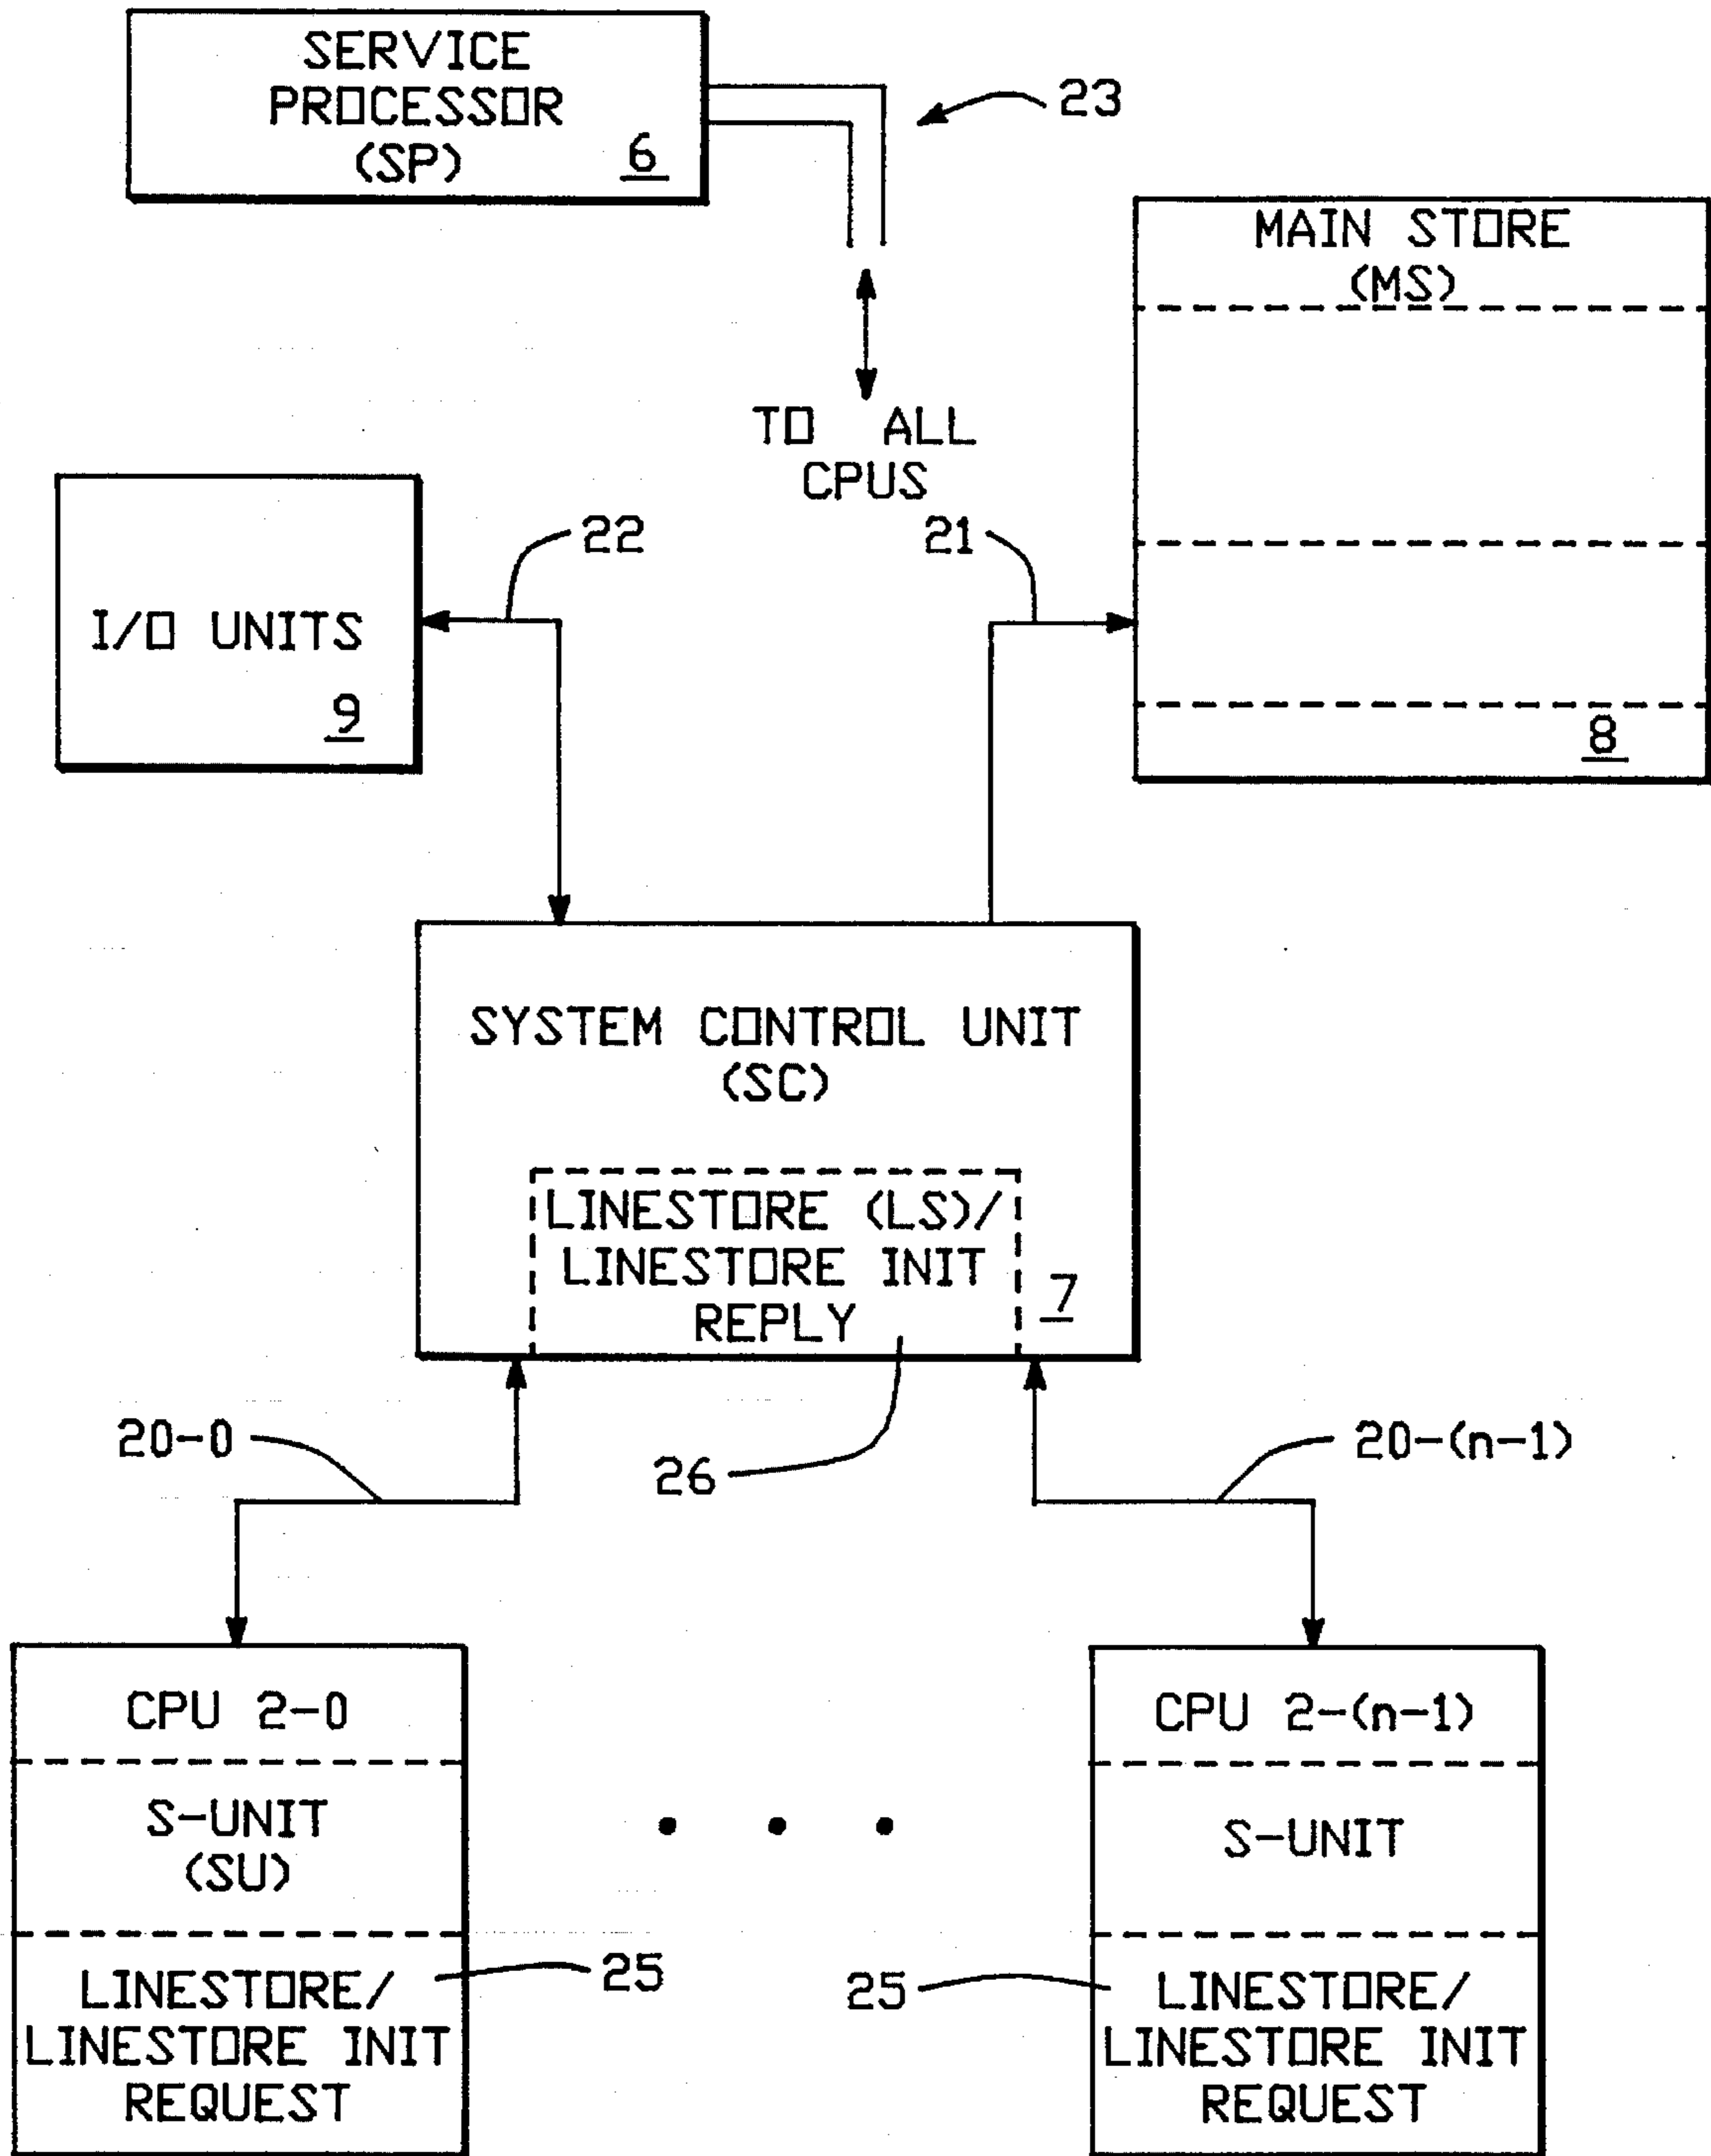 SERVICE
PROCESSOR
(SP)
6
23
MAIN STORE
(MS)
TO ALL
CPUS
22
21
I/O UNITS
9
8
SYSTEM CONTROL UNIT
(SC)
LINESTORE (LS)/
LINESTORE INIT
REPLY
7
20-0
26
20-(n-1)
CPU 2-0
S-UNIT
(SU)
LINESTORE/
LINESTORE INIT
REQUEST
25
CPU 2-(n-1)
S-UNIT
25
LINESTORE/
LINESTORE INIT
REQUEST